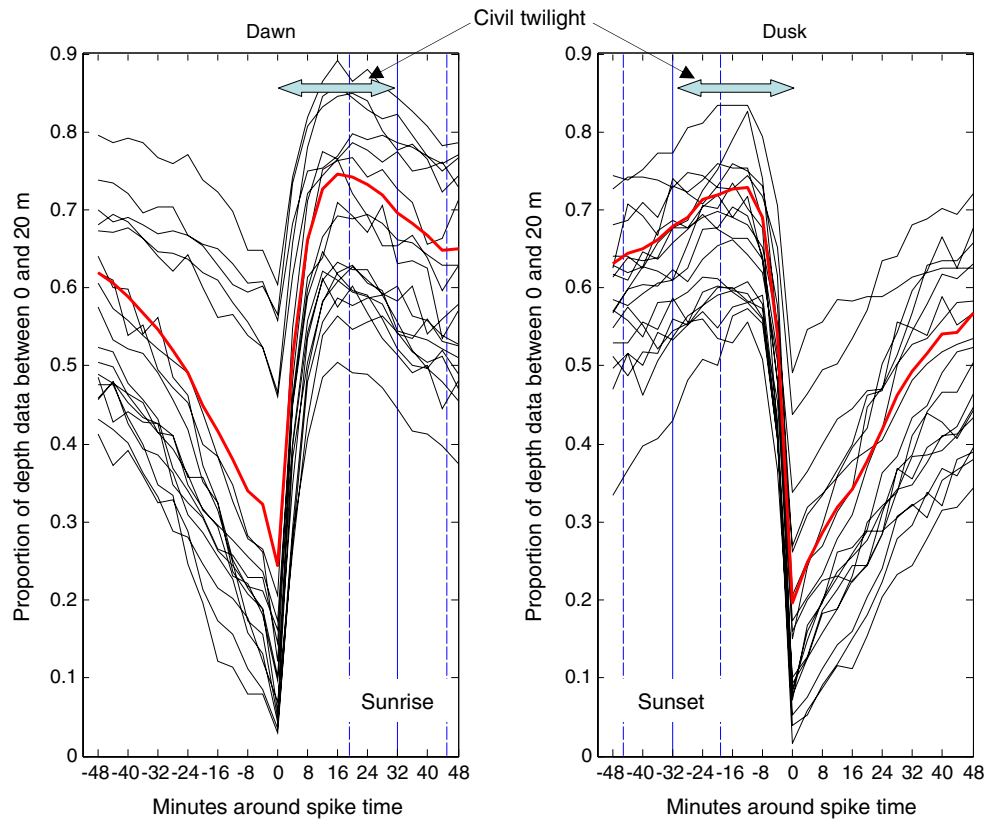 Civil twilight
Dawn
Dusk
Proportion of depth data between 0 and 20 m
0.9
0.8
0.7
0.6
0.5
0.4
0.3
0.2
0.1
0
Sunrise
-48 -40 -32 -24 -16 -8 0 8 16 24 32 40 48
Minutes around spike time
Proportion of depth data between 0 and 20 m
0.9
0.8
0.7
0.6
0.5
0.4
0.3
0.2
0.1
0
Sunset
-48 -40 -32 -24 -16 -8 0 8 16 24 32 40 48
Minutes around spike time